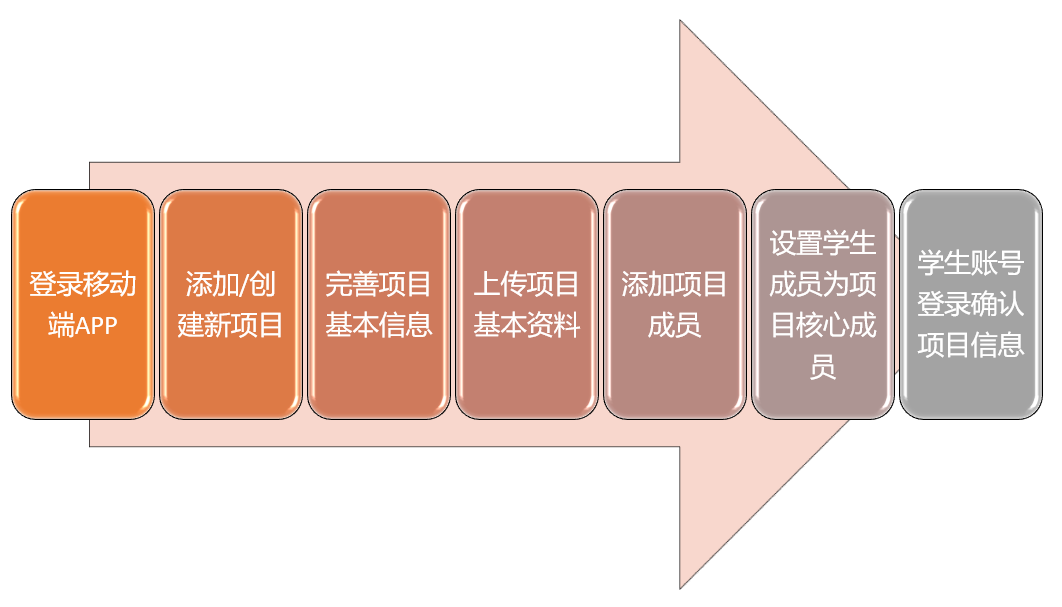 登录移动
端APP
添加/创
建新项目
完善项目
基本信息
上传项目
基本资料
添加项目
成员
设置学生
成员为项
目核心成
员
学生账号
登录确认
项目信息